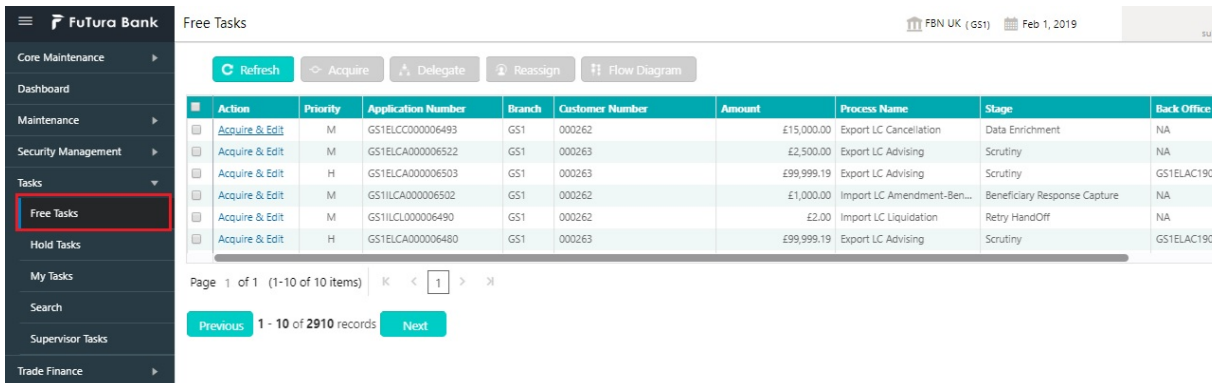 FuTura Bank
Free Tasks
FBN UK (GS1)
Feb 1, 2019
su
Core Maintenance
Dashboard
Maintenance
Security Management
Tasks
Free Tasks
Hold Tasks
My Tasks
Search
Supervisor Tasks
Trade Finance
Refresh Acquire Delegate Reassign Flow Diagram
Action Priority Application Number Branch Customer Number Amount Process Name Stage Back Office
Acquire & Edit M GS1ELCC000006493 GS1 000262 £15,000.00 Export LC Cancellation Data Enrichment NA
Acquire & Edit M GS1ELCA000006522 GS1 000263 £2,500.00 Export LC Advising Scrutiny NA
Acquire & Edit H GS1ELCA000006503 GS1 000263 £99,999.19 Export LC Advising Scrutiny GS1ELAC190
Acquire & Edit M GS1ILCA000006502 GS1 000262 £1,000.00 Import LC Amendment-Ben... Beneficiary Response Capture NA
Acquire & Edit M GS1ILCL000006490 GS1 000262 £2.00 Import LC Liquidation Retry HandOff NA
Acquire & Edit H GS1ELCA000006480 GS1 000263 £99,999.19 Export LC Advising Scrutiny GS1ELAC190
Page 1 of 1 (1-10 of 10 items) K < 1 > >|
Previous 1 - 10 of 2910 records Next